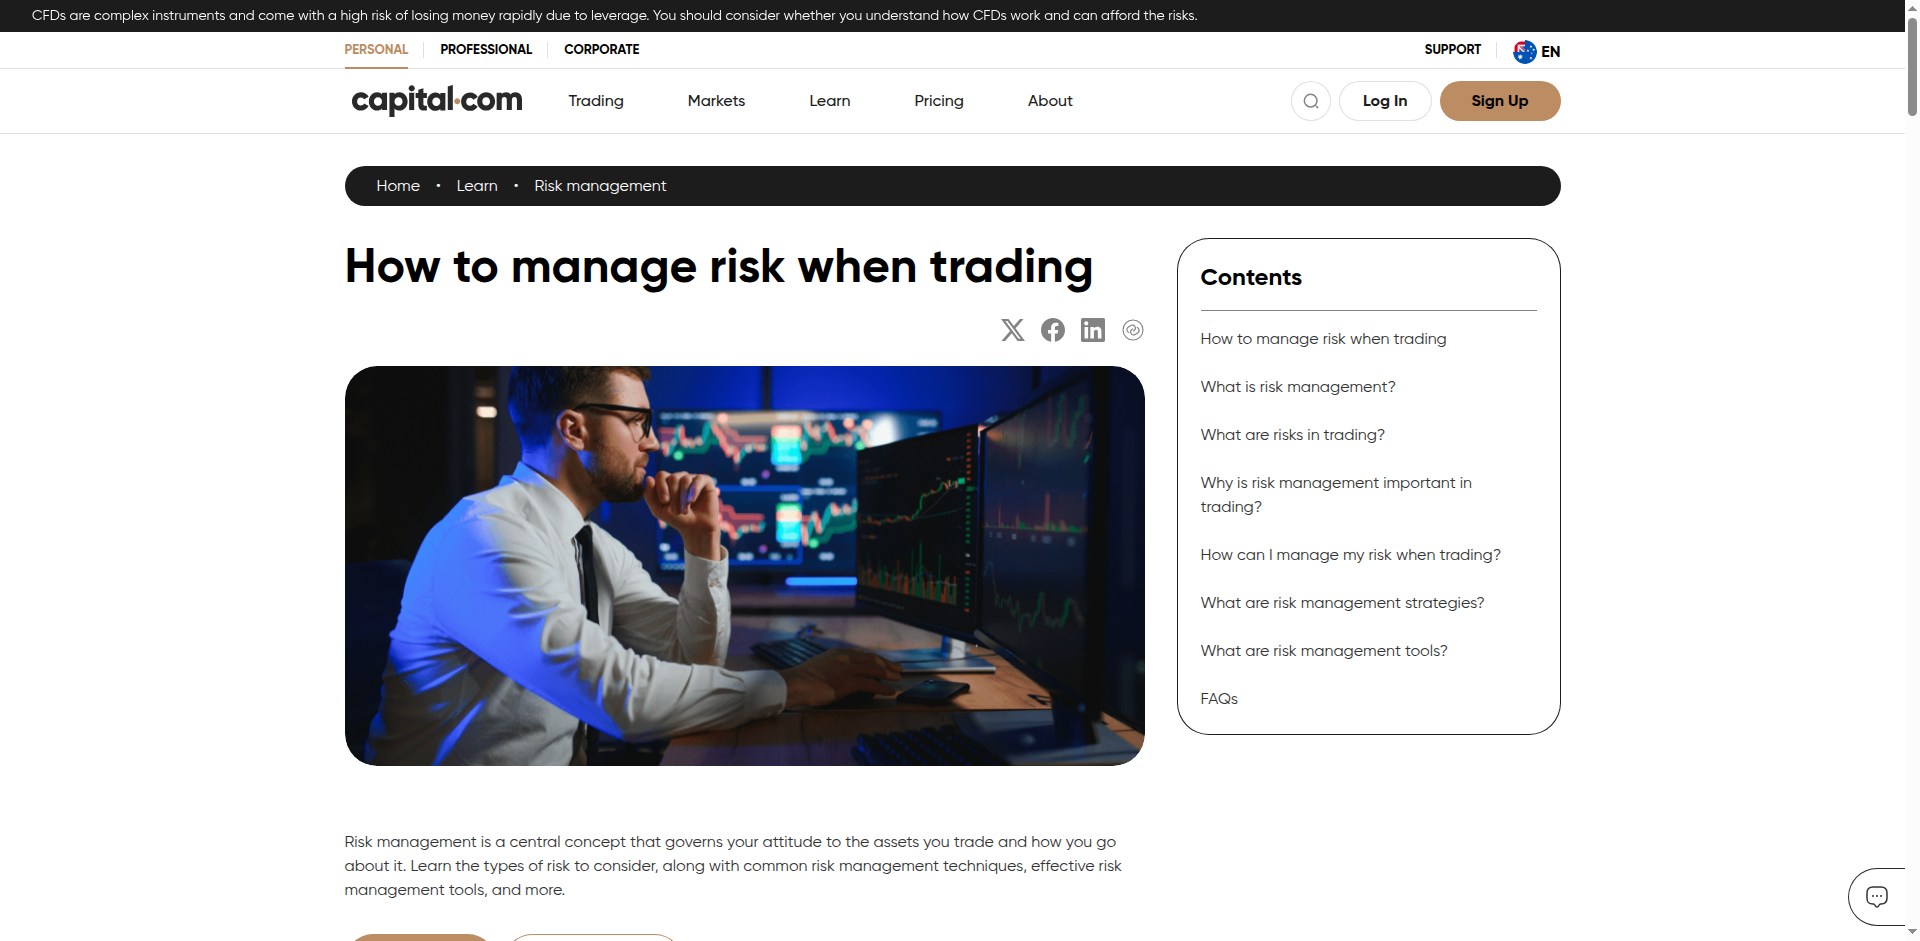 CFDs are complex instruments and come with a high risk of losing money rapidly due to leverage. You should consider whether you understand how CFDs work and can afford the risks.
PERSONAL
PROFESSIONAL
CORPORATE
SUPPORT
EN
capital.com
Trading
Markets
Learn
Pricing
About
Log In
Sign Up
Home • Learn • Risk management
How to manage risk when trading
Contents
How to manage risk when trading
What is risk management?
What are risks in trading?
Why is risk management important in
trading?
How can I manage my risk when trading?
What are risk management strategies?
What are risk management tools?
FAQs
Risk management is a central concept that governs your attitude to the assets you trade and how you go
about it. Learn the types of risk to consider, along with common risk management techniques, effective risk
management tools, and more.